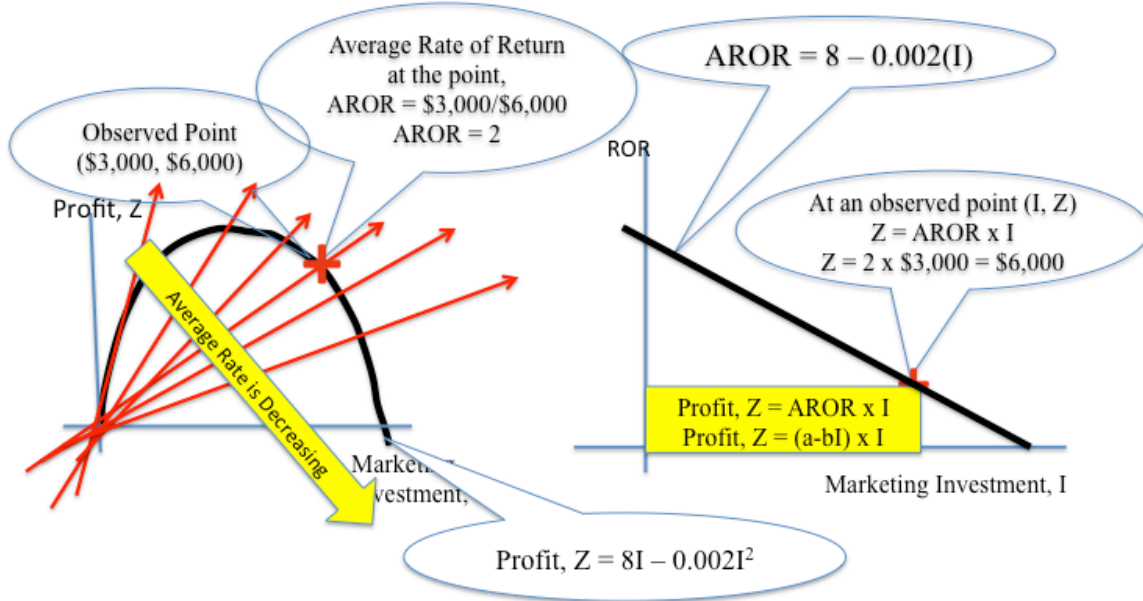 Average Rate of Return
at the point,
AROR = $3,000/$6,000
AROR = 2
AROR = 8 – 0.002(I)
Observed Point
($3,000, $6,000)
Profit, Z
ROR
At an observed point (I, Z)
Z = AROR x I
Z = 2 x $3,000 = $6,000
Average Rate is Decreasing
Profit, Z = AROR x I
Profit, Z = (a-bI) x I
Marketing Investment, I
Profit, Z = 8I – 0.002I²